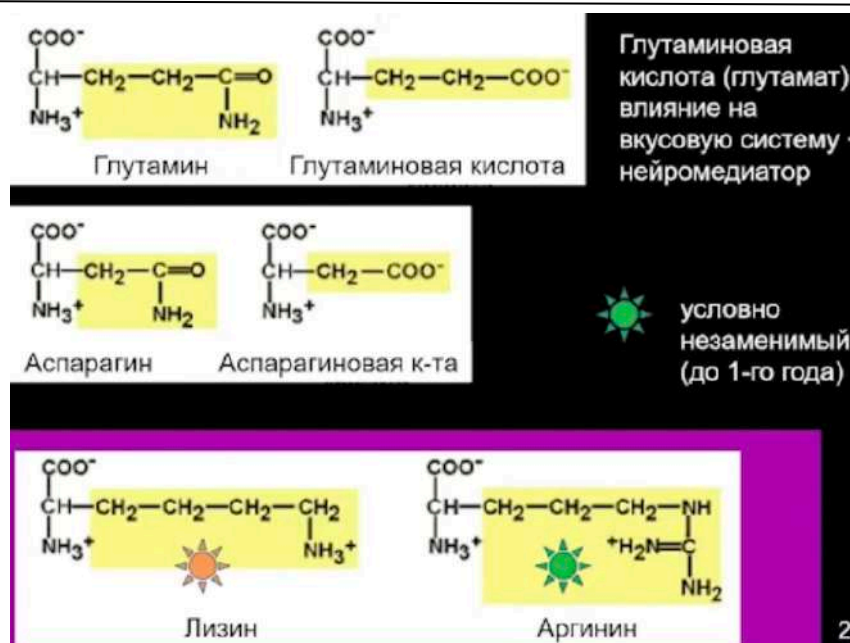 COO⁻
CH—CH₂—CH₂—C=O
NH₃⁺
NH₂
Глутамин
COO⁻
CH—CH₂—CH₂—COO⁻
NH₃⁺
Глутаминовая кислота
Глутаминовая
кислота (глутамат)
влияние на
вкусовую систему -
нейромедиатор
COO⁻
CH—CH₂—C=O
NH₃⁺
NH₂
Аспарагин
COO⁻
CH—CH₂—COO⁻
NH₃⁺
Аспарагиновая к-та
условно
незаменимый
(до 1-го года)
COO⁻
CH—CH₂—CH₂—CH₂—CH₂
NH₃⁺
NH₃⁺
Лизин
COO⁻
CH—CH₂—CH₂—CH₂—NH
NH₃⁺
⁺H₂N=C
NH₂
Аргинин
2